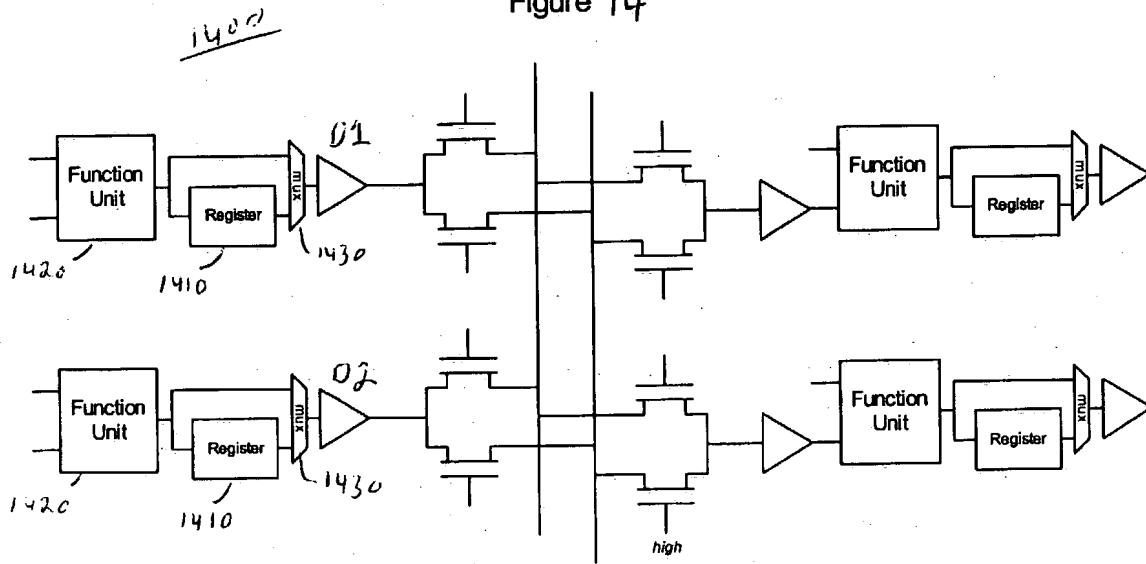 Figure 14
1400
D1
Function
Unit
Register
mux
1420
1410
1430
Function
Unit
Register
mux
D2
Function
Unit
Register
mux
1420
1410
1430
high
Function
Unit
Register
mux